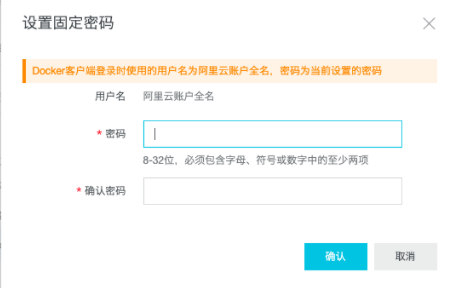 设置固定密码
Docker客户端登录时使用的用户名为阿里云账户全名，密码为当前设置的密码
用户名 阿里云账户全名
* 密码
8-32位，必须包含字母、符号或数字中的至少两项
* 确认密码
确认 取消